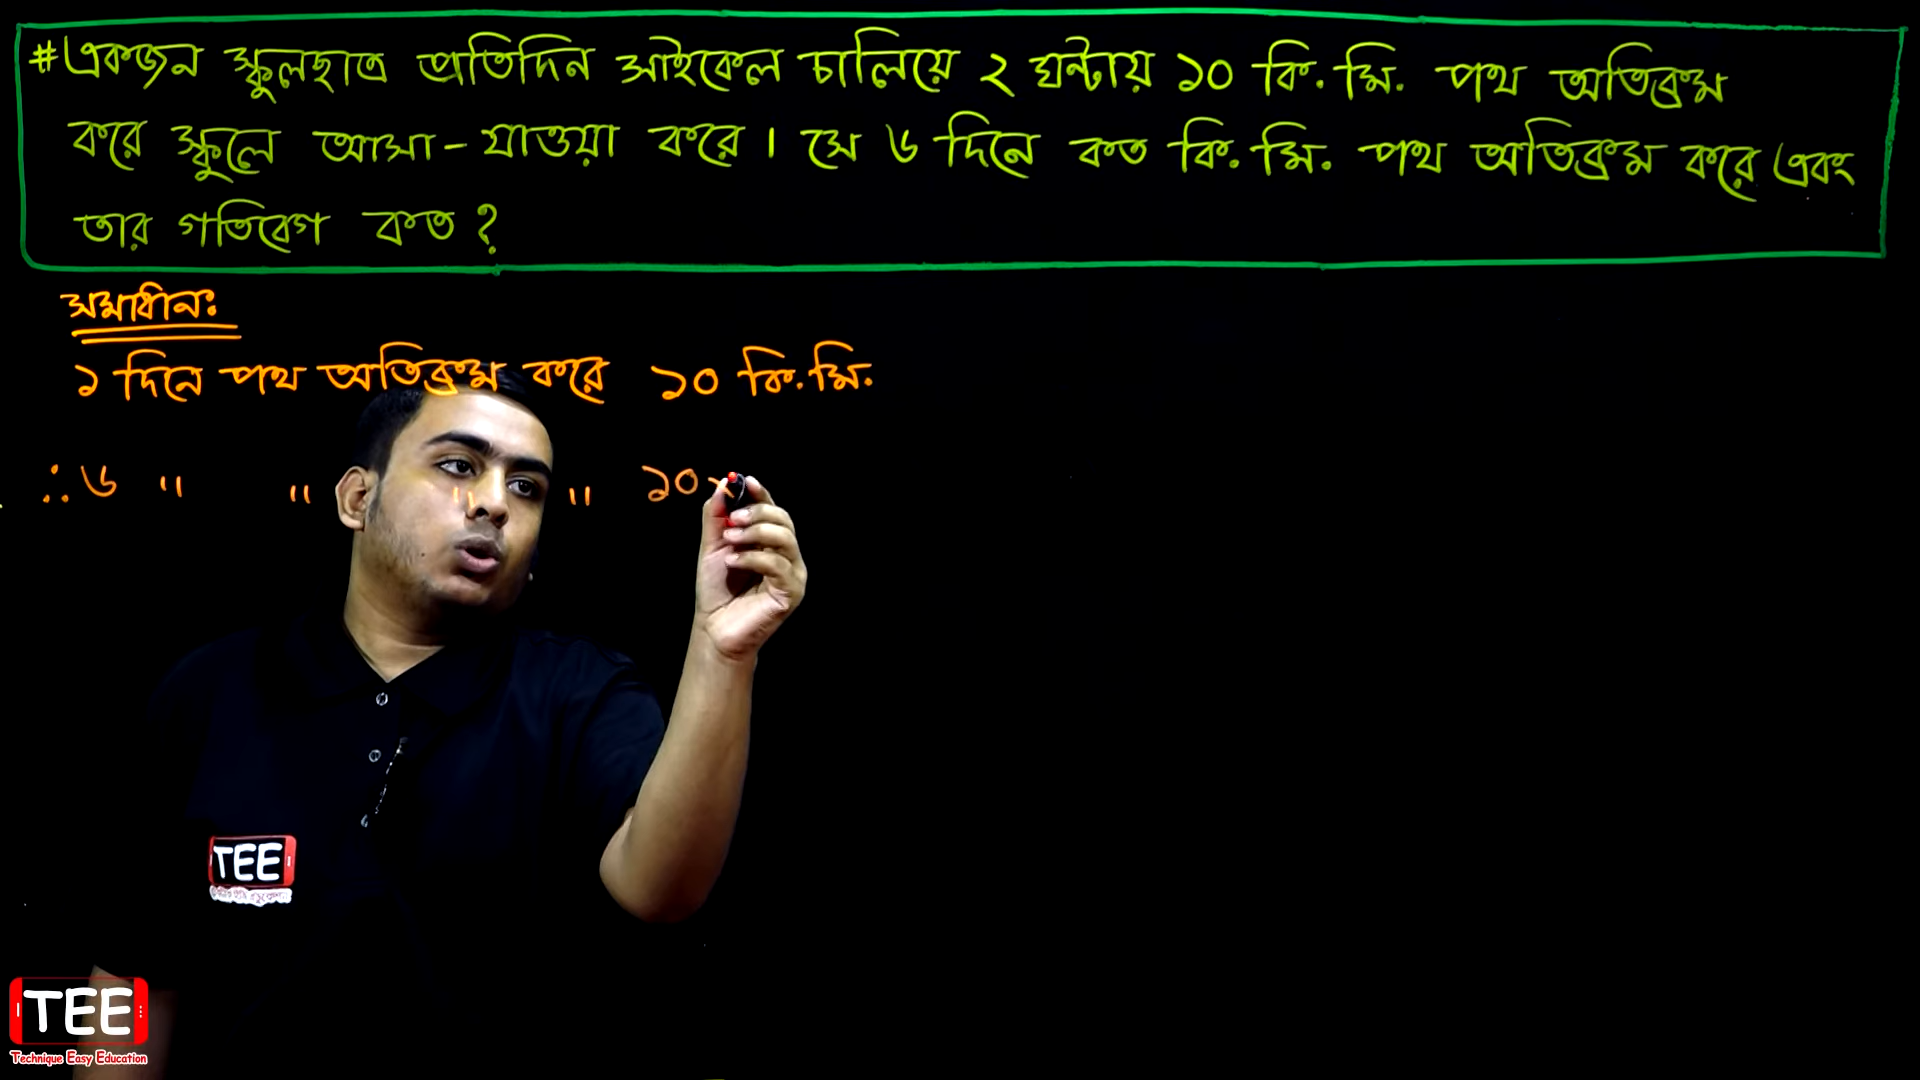 #একজন স্কুলছাত্র প্রতিদিন সাইকেল চালিয়ে ২ ঘন্টায় ১০ কি.মি. পথ অতিক্রম
করে স্কুলে আসা-যাওয়া করে। সে ৬ দিনে কত কি.মি. পথ অতিক্রম করে এবং
তার গতিবেগ কত?
সমাধান:
১ দিনে পথ অতিক্রম করে ১০ কি.মি.
∴ ৬ " " " " ১০×
TEE
TEE
Technique Easy Education